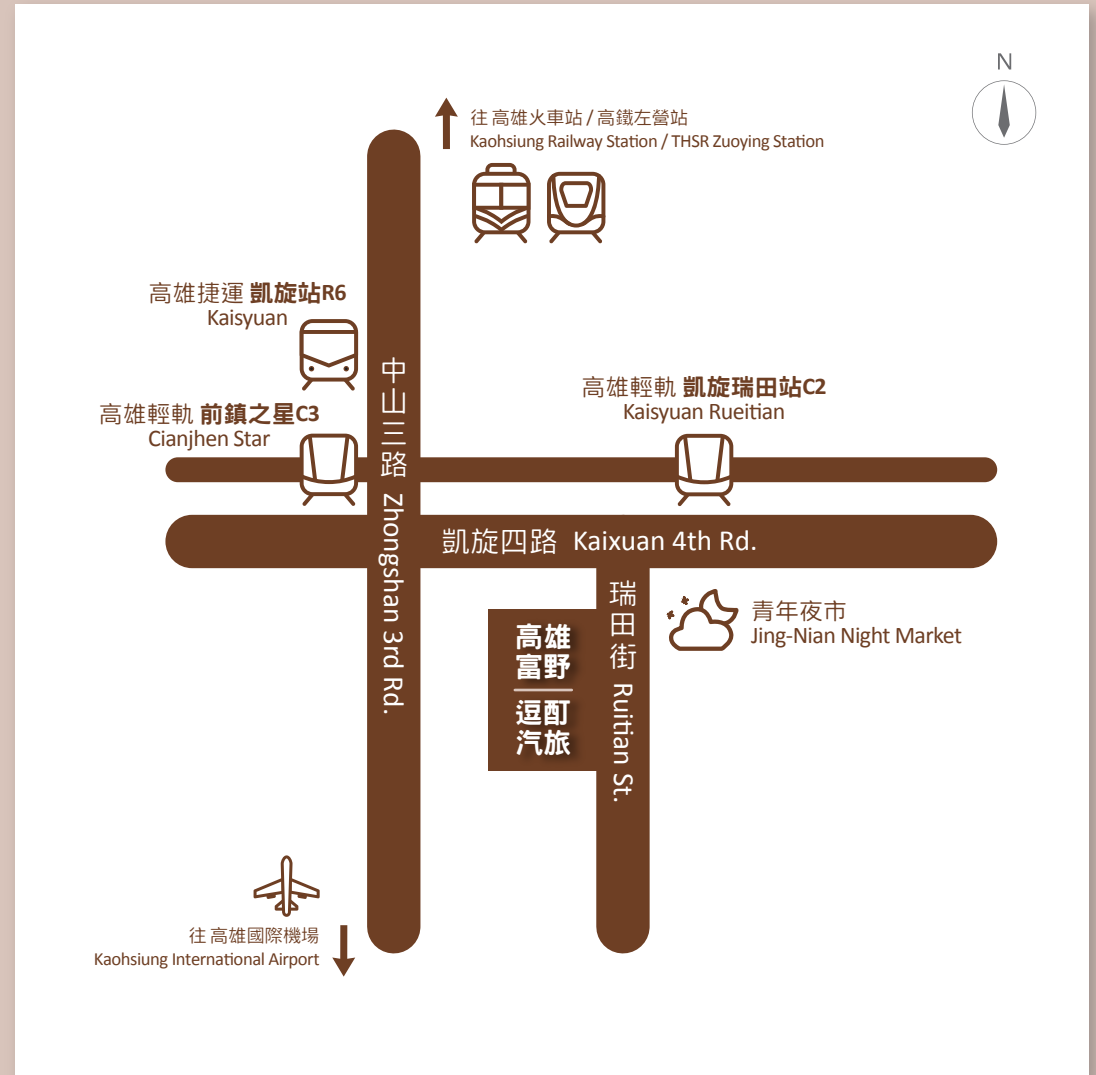 N
往 高雄火車站 / 高鐵左營站
Kaohsiung Railway Station / THSR Zuoying Station
高雄捷運 凱旋站R6
Kaisyuan
高雄輕軌 前鎮之星C3
Cianjhen Star
高雄輕軌 凱旋瑞田站C2
Kaisyuan Rueitian
中山三路 Zhongshan 3rd Rd.
凱旋四路 Kaixuan 4th Rd.
瑞田街 Ruitian St.
青年夜市
Jing-Nian Night Market
高雄
富野
逗酊
汽旅
往 高雄國際機場
Kaohsiung International Airport